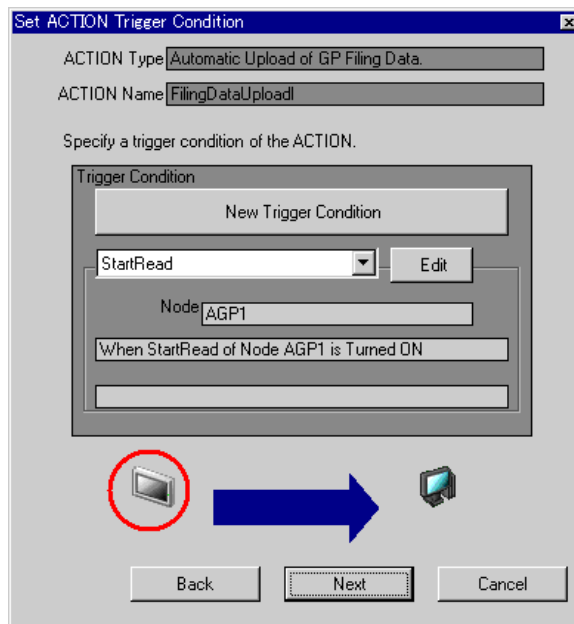 Set ACTION Trigger Condition
ACTION Type Automatic Upload of GP Filing Data.
ACTION Name FilingDataUploadl
Specify a trigger condition of the ACTION.
Trigger Condition
New Trigger Condition
StartRead Edit
Node AGP1
When StartRead of Node AGP1 is Turned ON
Back Next Cancel